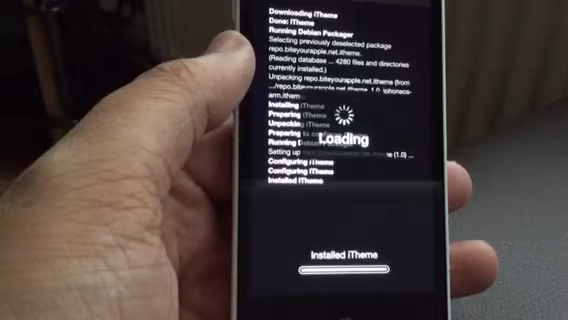 Downloading iTheme
Done: iTheme
Running Debian Packager
Selecting previously deselected package
repo.biteyourapple.net.itheme.
(Reading database ... 4280 files and directories
currently installed.)
Unpacking repo.biteyourapple.net.itheme (from
.../repo.biteyourapple.net.itheme_1.0_iphoneos-
arm.item
Installing iTheme
Preparing iTheme
Unpacking iTheme
Preparing to
Running
Loading
Setting up (1.0) ...
Configuring iTheme
Configuring iTheme
Installed iTheme
Installed iTheme